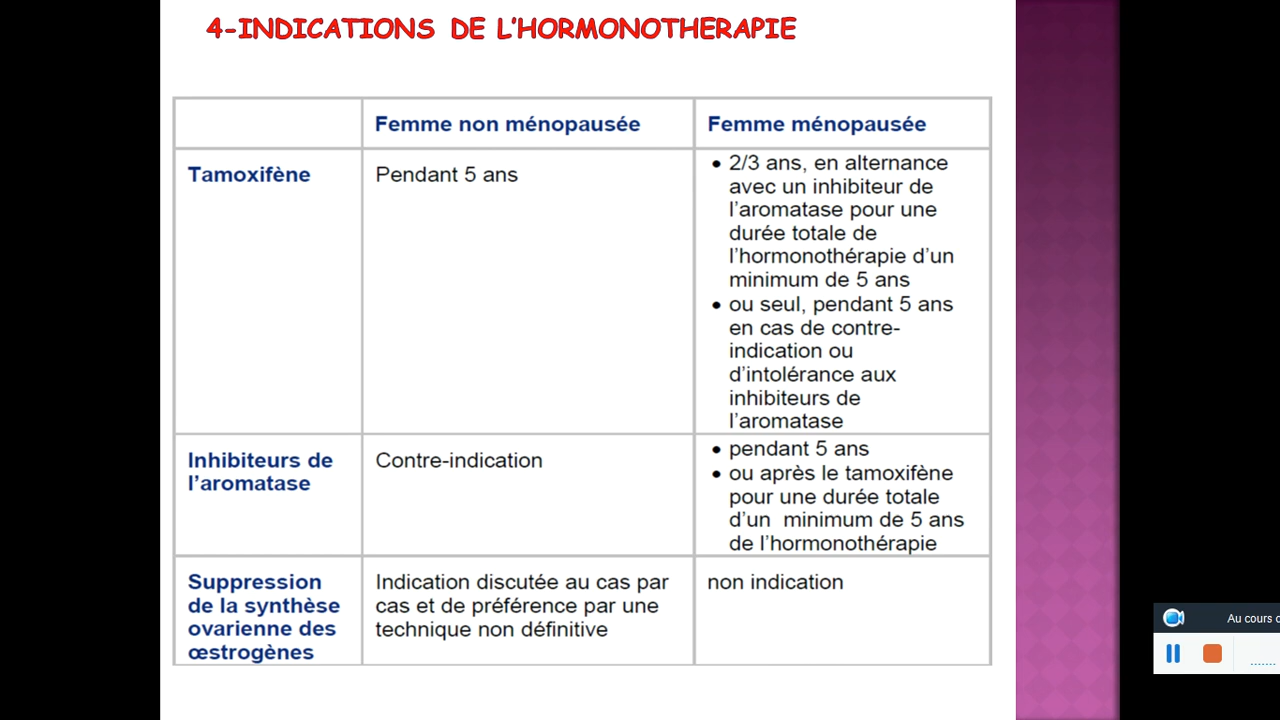 4-INDICATIONS DE L'HORMONOTHERAPIE
Femme non ménopausée
Femme ménopausée
Tamoxifène
Pendant 5 ans
• 2/3 ans, en alternance
avec un inhibiteur de
l'aromatase pour une
durée totale de
l'hormonothérapie d'un
minimum de 5 ans
• ou seul, pendant 5 ans
en cas de contre-
indication ou
d'intolérance aux
inhibiteurs de
l'aromatase
Inhibiteurs de
l'aromatase
Contre-indication
• pendant 5 ans
• ou après le tamoxifène
pour une durée totale
d'un minimum de 5 ans
de l'hormonothérapie
Suppression
de la synthèse
ovarienne des
œstrogènes
Indication discutée au cas par
cas et de préférence par une
technique non définitive
non indication
Au cours